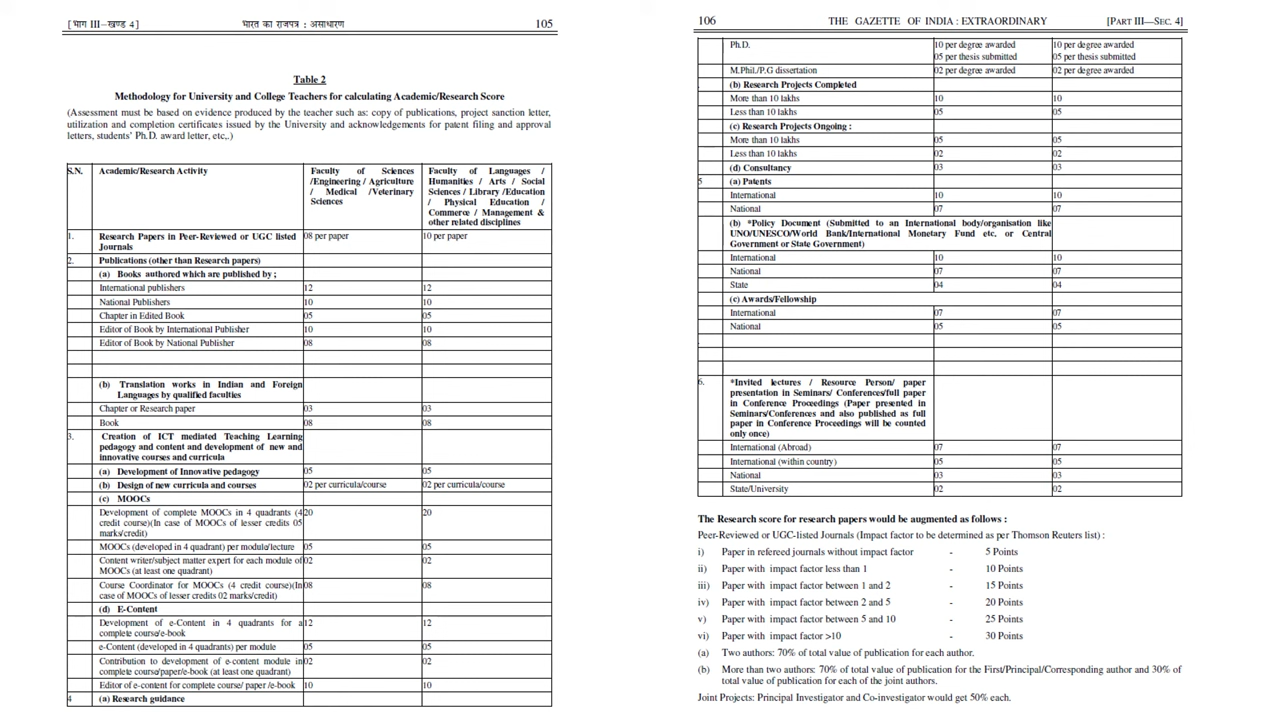 [भाग III—खण्ड 4]
भारत का राजपत्र : असाधारण
105
Table 2
Methodology for University and College Teachers for calculating Academic/Research Score
(Assessment must be based on evidence produced by the teacher such as: copy of publications, project sanction letter,
utilization and completion certificates issued by the University and acknowledgements for patent filing and approval
letters, students' Ph.D. award letter, etc,.)
S.N. Academic/Research Activity Faculty of Sciences /Engineering / Agriculture / Medical /Veterinary Sciences Faculty of Languages / Humanities / Arts / Social Sciences / Library /Education / Physical Education / Commerce / Management & other related disciplines
1. Research Papers in Peer-Reviewed or UGC listed Journals 08 per paper 10 per paper
2. Publications (other than Research papers)
(a) Books authored which are published by ;
International publishers 12 12
National Publishers 10 10
Chapter in Edited Book 05 05
Editor of Book by International Publisher 10 10
Editor of Book by National Publisher 08 08
(b) Translation works in Indian and Foreign
Languages by qualified faculties
Chapter or Research paper 03 03
Book 08 08
3. Creation of ICT mediated Teaching Learning
pedagogy and content and development of new and
innovative courses and curricula
(a) Development of Innovative pedagogy 05 05
(b) Design of new curricula and courses 02 per curricula/course 02 per curricula/course
(c) MOOCs
Development of complete MOOCs in 4 quadrants (4 20 20
credit course)(In case of MOOCs of lesser credits 05
marks/credit)
MOOCs (developed in 4 quadrant) per module/lecture 05 05
Content writer/subject matter expert for each module of 02 02
MOOCs (at least one quadrant)
Course Coordinator for MOOCs (4 credit course)(In 08 08
case of MOOCs of lesser credits 02 marks/credit)
(d) E-Content
Development of e-Content in 4 quadrants for a 12 12
complete course/e-book
e-Content (developed in 4 quadrants) per module 05 05
Contribution to development of e-content module in 02 02
complete course/paper/e-book (at least one quadrant)
Editor of e-content for complete course/ paper /e-book 10 10
4 (a) Research guidance
106
THE GAZETTE OF INDIA : EXTRAORDINARY
[PART III—SEC. 4]
Ph.D. 10 per degree awarded 10 per degree awarded
05 per thesis submitted 05 per thesis submitted
M.Phil./P.G dissertation 02 per degree awarded 02 per degree awarded
(b) Research Projects Completed
More than 10 lakhs 10 10
Less than 10 lakhs 05 05
(c) Research Projects Ongoing :
More than 10 lakhs 05 05
Less than 10 lakhs 02 02
(d) Consultancy 03 03
5 (a) Patents
International 10 10
National 07 07
(b) *Policy Document (Submitted to an International body/organisation like
UNO/UNESCO/World Bank/International Monetary Fund etc. or Central
Government or State Government)
International 10 10
National 07 07
State 04 04
(c) Awards/Fellowship
International 07 07
National 05 05
6. *Invited lectures / Resource Person/ paper
presentation in Seminars/ Conferences/full paper
in Conference Proceedings (Paper presented in
Seminars/Conferences and also published as full
paper in Conference Proceedings will be counted
only once)
International (Abroad) 07 07
International (within country) 05 05
National 03 03
State/University 02 02
The Research score for research papers would be augmented as follows :
Peer-Reviewed or UGC-listed Journals (Impact factor to be determined as per Thomson Reuters list) :
i) Paper in refereed journals without impact factor - 5 Points
ii) Paper with impact factor less than 1 - 10 Points
iii) Paper with impact factor between 1 and 2 - 15 Points
iv) Paper with impact factor between 2 and 5 - 20 Points
v) Paper with impact factor between 5 and 10 - 25 Points
vi) Paper with impact factor >10 - 30 Points
(a) Two authors: 70% of total value of publication for each author.
(b) More than two authors: 70% of total value of publication for the First/Principal/Corresponding author and 30% of
total value of publication for each of the joint authors.
Joint Projects: Principal Investigator and Co-investigator would get 50% each.